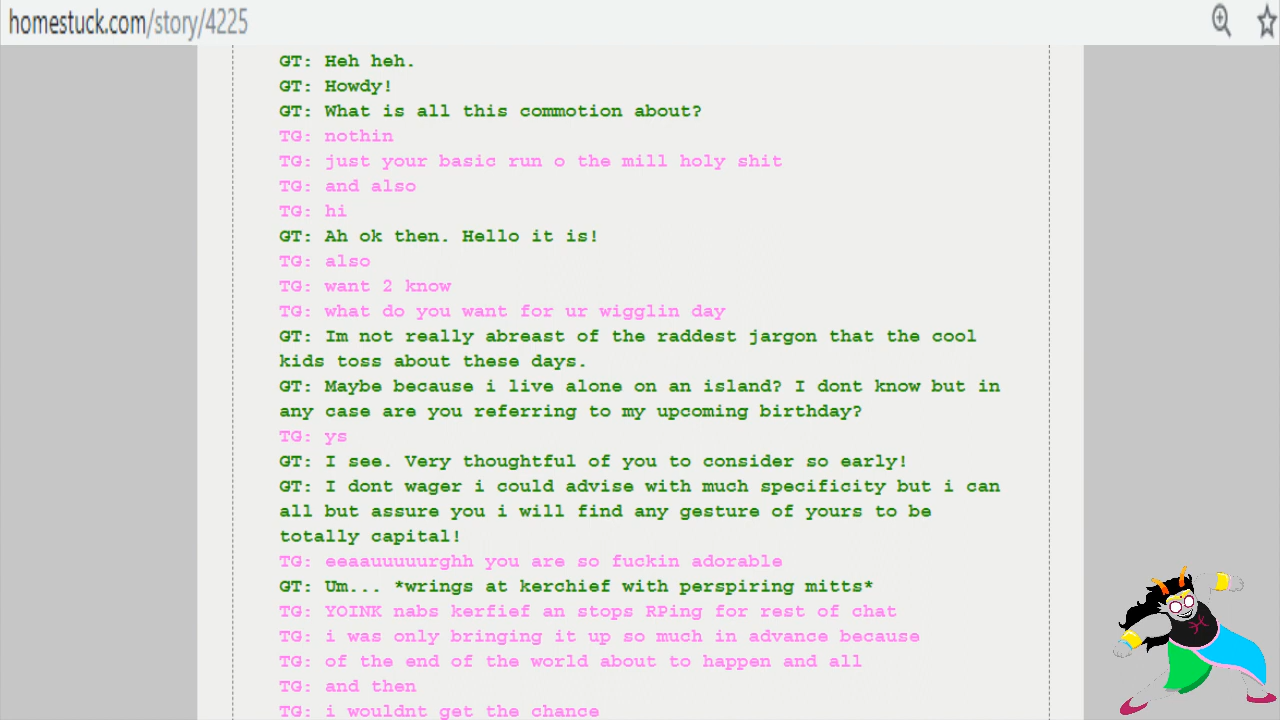 homestuck.com/story/4225
GT: Heh heh.
GT: Howdy!
GT: What is all this commotion about?
TG: nothin
TG: just your basic run o the mill holy shit
TG: and also
TG: hi
GT: Ah ok then. Hello it is!
TG: also
TG: want 2 know
TG: what do you want for ur wigglin day
GT: Im not really abreast of the raddest jargon that the cool
kids toss about these days.
GT: Maybe because i live alone on an island? I dont know but in
any case are you referring to my upcoming birthday?
TG: ys
GT: I see. Very thoughtful of you to consider so early!
GT: I dont wager i could advise with much specificity but i can
all but assure you i will find any gesture of yours to be
totally capital!
TG: eeaauuuuurghh you are so fuckin adorable
GT: Um... *wrings at kerchief with perspiring mitts*
TG: YOINK nabs kerfief an stops RPing for rest of chat
TG: i was only bringing it up so much in advance because
TG: of the end of the world about to happen and all
TG: and then
TG: i wouldnt get the chance